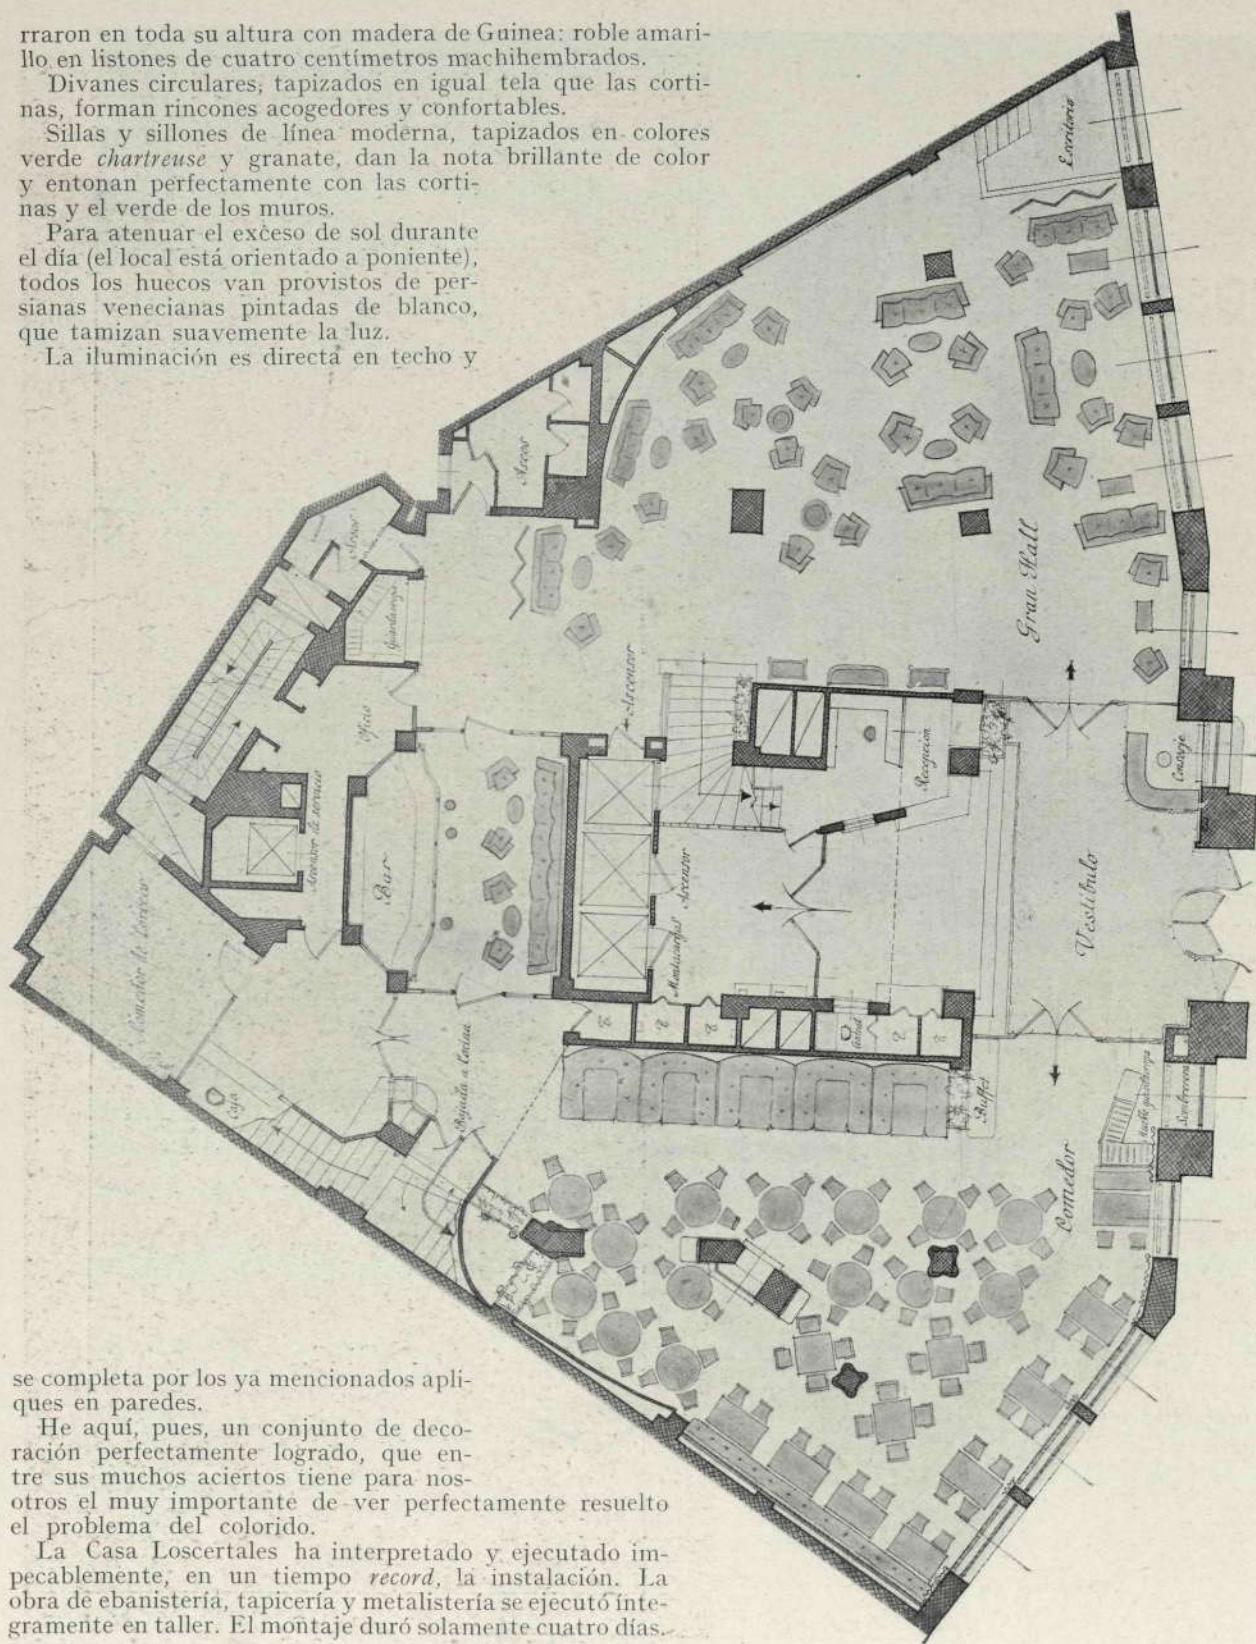 rraron en toda su altura con madera de Guinea: roble amari-
llo en listones de cuatro centímetros machihembrados.
Divanes circulares, tapizados en igual tela que las corti-
nas, forman rincones acogedores y confortables.
Sillas y sillones de línea moderna, tapizados en colores
verde chartreuse y granate, dan la nota brillante de color
y entonan perfectamente con las corti-
nas y el verde de los muros.
Para atenuar el exceso de sol durante
el día (el local está orientado a poniente),
todos los huecos van provistos de per-
sianas venecianas pintadas de blanco,
que tamizan suavemente la luz.
La iluminación es directa en techo y
Escritorio
Aseos
Aseos
Guardarropa
Gran Hall
Ascensor
Oficio
Recepción
Conserje
Ascensor de servicio
Bar
Ascensor
Montacargas
Vestíbulo
Comedor de
Bajada a Cocina
Caja
Buffet
Comedor
se completa por los ya mencionados apli-
ques en paredes.
He aquí, pues, un conjunto de deco-
ración perfectamente logrado, que en-
tre sus muchos aciertos tiene para nos-
otros el muy importante de ver perfectamente resuelto
el problema del colorido.
La Casa Loscertales ha interpretado y ejecutado im-
pecablemente, en un tiempo record, la instalación. La
obra de ebanistería, tapicería y metalistería se ejecutó ínte-
gramente en taller. El montaje duró solamente cuatro días.